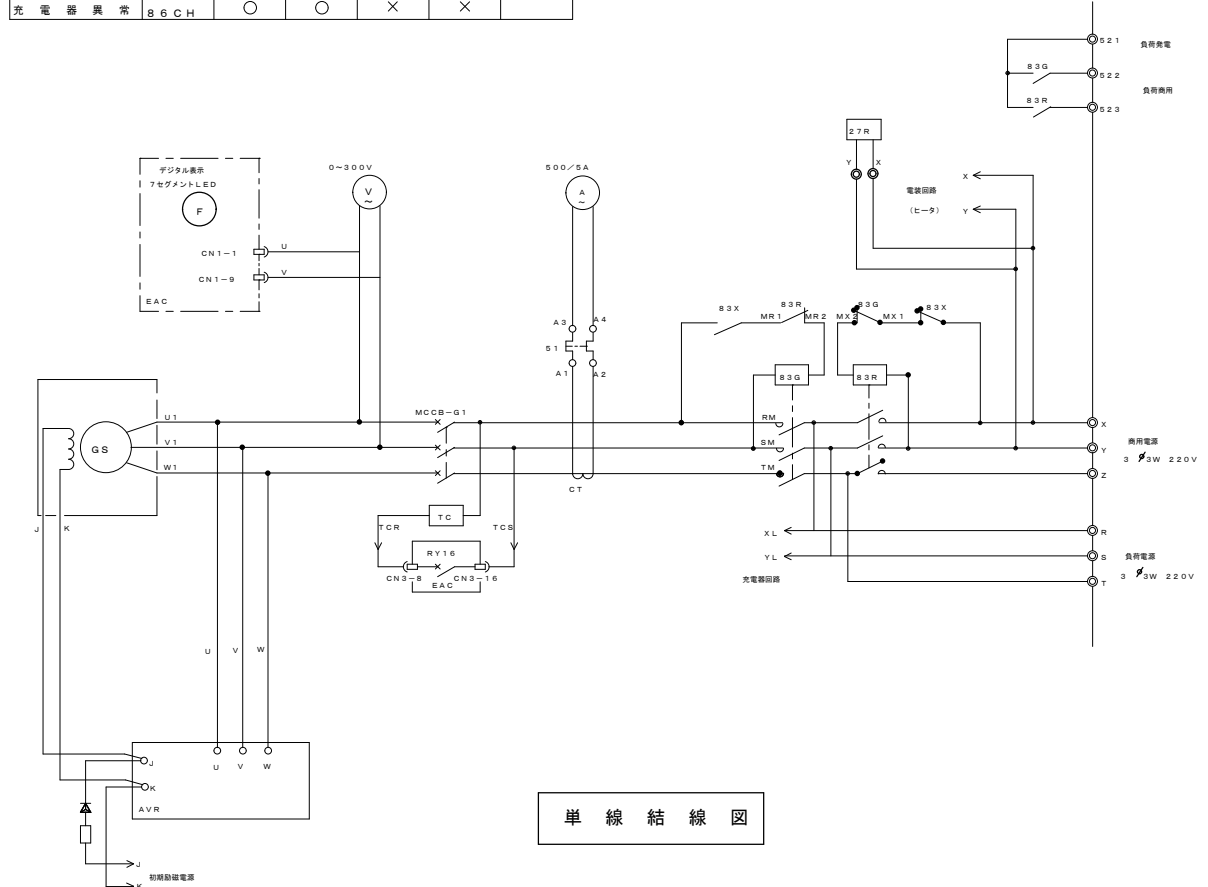 充 電 器 異 常 86CH ○ ○ × ×
521 負荷発電
83G 522
負荷商用
83R 523
27R
Y X
電装回路
(ヒータ)
X
Y
デジタル表示
7セグメントLED
F
CN1-1 U
CN1-9 V
EAC
0~300V
V
~
500/5A
A
~
A3 A4
51
A1 A2
CT
83X 83R 83G 83X
MR1 MR2 MX2 MX1
83G 83R
GS
U1
V1
W1
J K
MCCB-G1
RM
SM
TM
X
Y
Z
商用電源
3φ3W 220V
TC
TCR TCS
RY16
CN3-8 CN3-16
EAC
XL
YL
充電器回路
R
S
T
負荷電源
3φ3W 220V
U V W
U V W
J
K
AVR
J
K
初期励磁電源
単 線 結 線 図